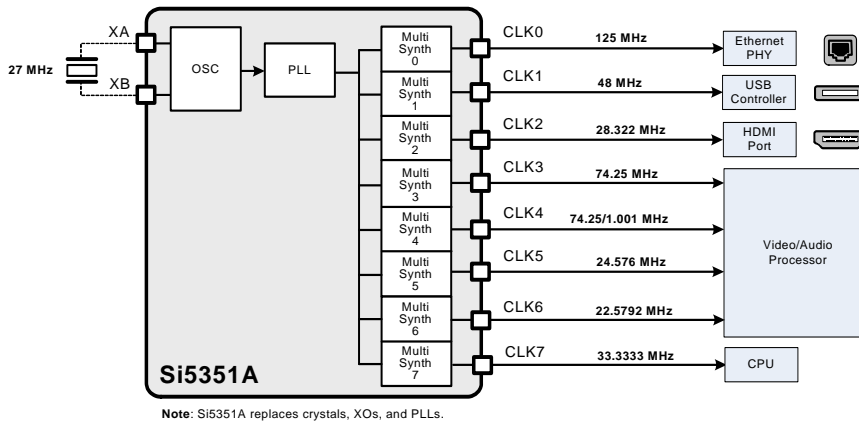 XA
27 MHz
XB
OSC
PLL
Multi
Synth
0
Multi
Synth
1
Multi
Synth
2
Multi
Synth
3
Multi
Synth
4
Multi
Synth
5
Multi
Synth
6
Multi
Synth
7
CLK0
125 MHz
Ethernet
PHY
CLK1
48 MHz
USB
Controller
CLK2
28.322 MHz
HDMI
Port
CLK3
74.25 MHz
CLK4
74.25/1.001 MHz
CLK5
24.576 MHz
CLK6
22.5792 MHz
Video/Audio
Processor
CLK7
33.3333 MHz
CPU
Si5351A
Note: Si5351A replaces crystals, XOs, and PLLs.